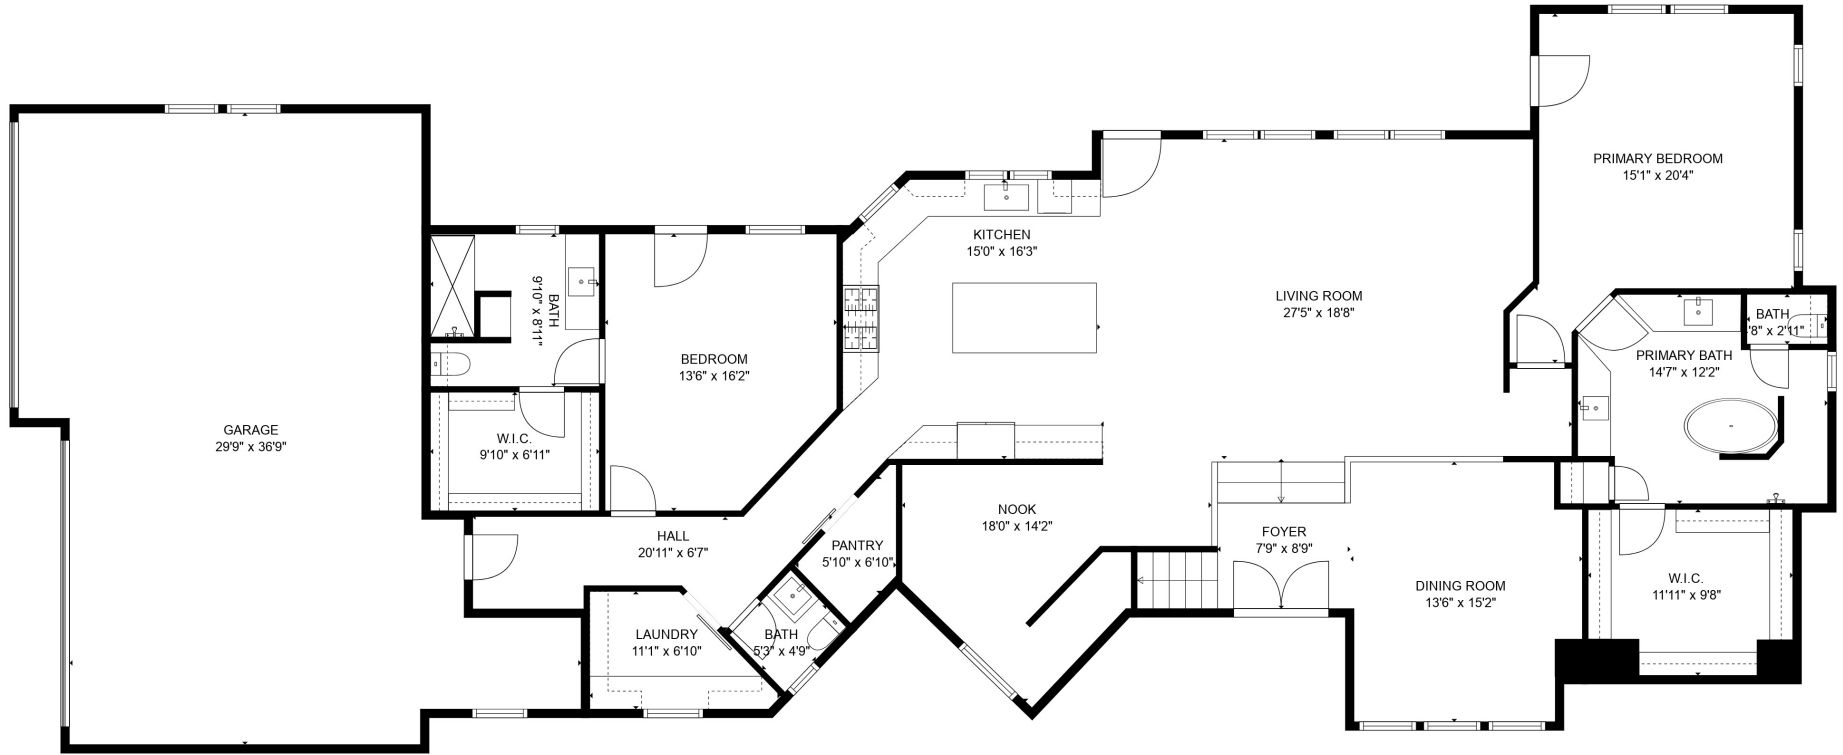 PRIMARY BEDROOM
15'1" x 20'4"
KITCHEN
15'0" x 16'3"
LIVING ROOM
27'5" x 18'8"
BATH
9'10" x 8'11"
BEDROOM
13'6" x 16'2"
BATH
'8" x 2'11"
PRIMARY BATH
14'7" x 12'2"
GARAGE
29'9" x 36'9"
W.I.C.
9'10" x 6'11"
HALL
20'11" x 6'7"
PANTRY
5'10" x 6'10"
NOOK
18'0" x 14'2"
FOYER
7'9" x 8'9"
DINING ROOM
13'6" x 15'2"
W.I.C.
11'11" x 9'8"
LAUNDRY
11'1" x 6'10"
BATH
5'3" x 4'9"